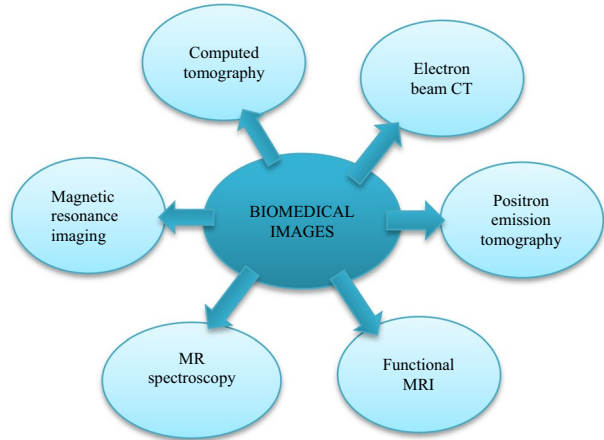 Computed
tomography
Electron
beam CT
Magnetic
resonance
imaging
BIOMEDICAL
IMAGES
Positron
emission
tomography
MR
spectroscopy
Functional
MRI